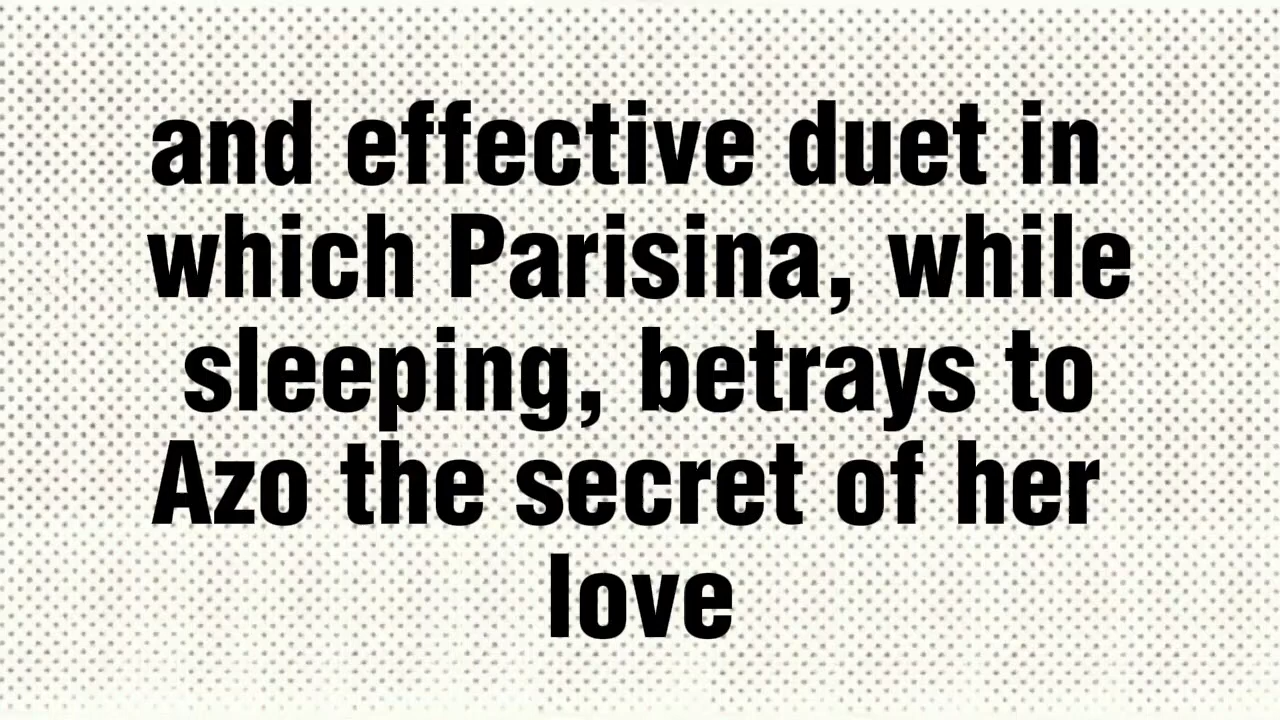 and effective duet in
which Parisina, while
sleeping, betrays to
Azo the secret of her
love